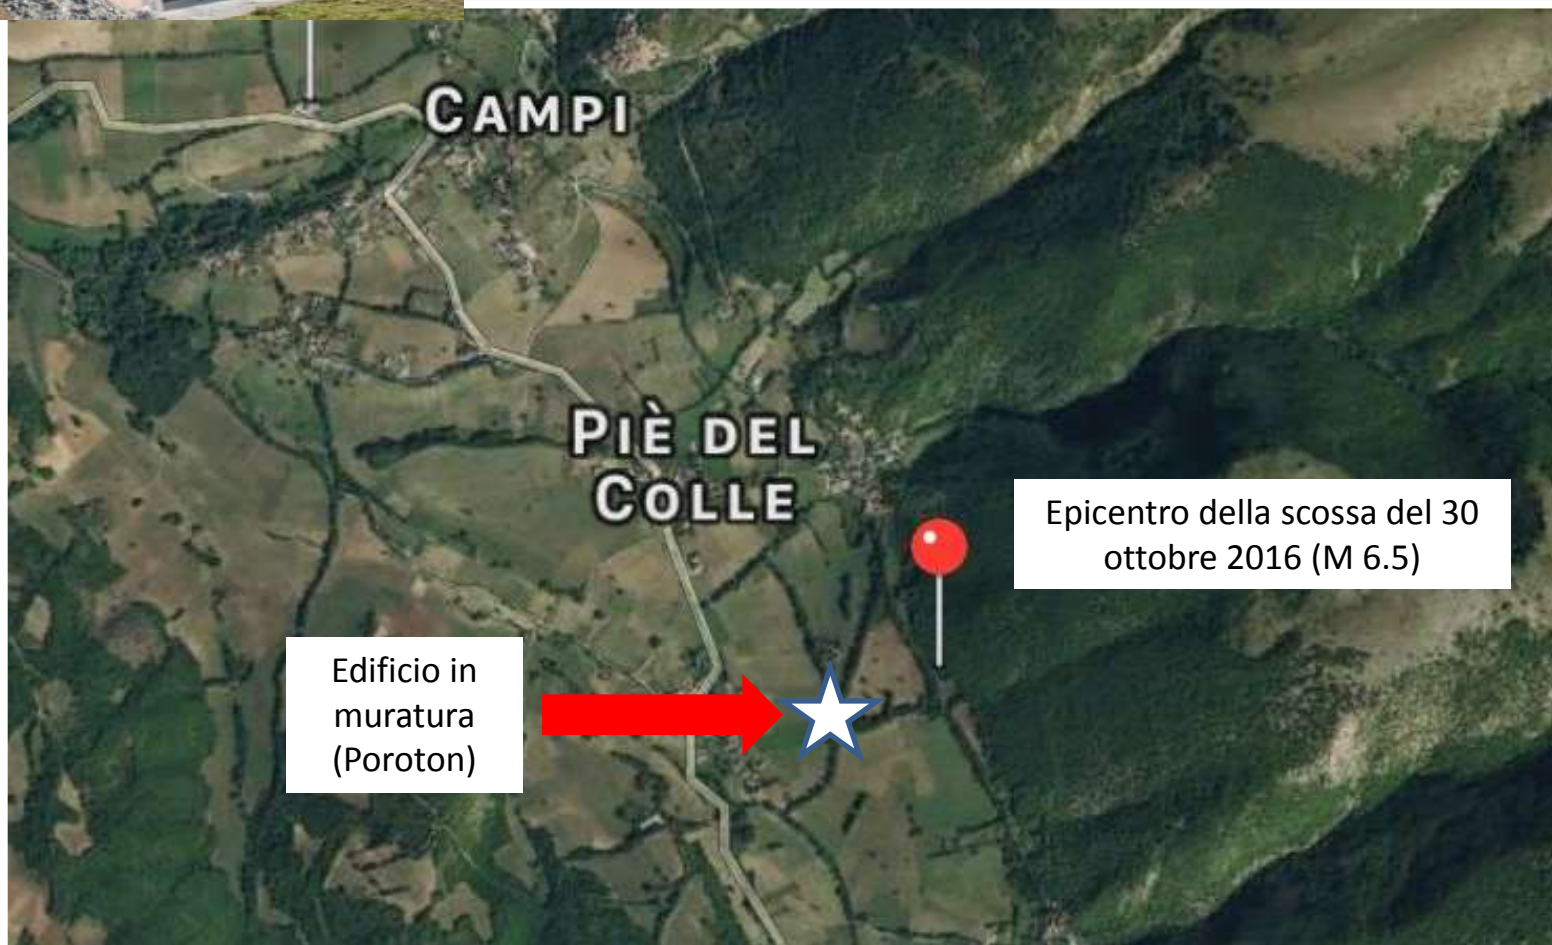 CAMPI
PIÈ DEL
COLLE
Epicentro della scossa del 30
ottobre 2016 (M 6.5)
Edificio in
muratura
(Poroton)